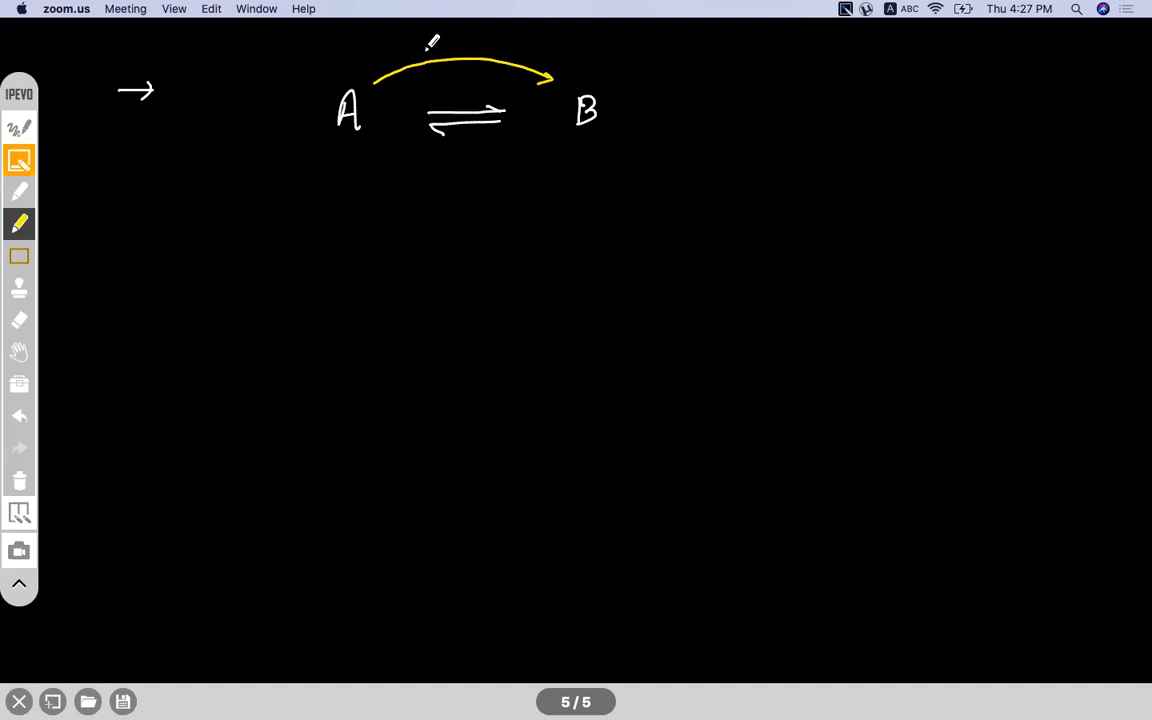 zoom.us Meeting View Edit Window Help A ABC Thu 4:27 PM
IPEVO
→ A ⇌ B
5 / 5